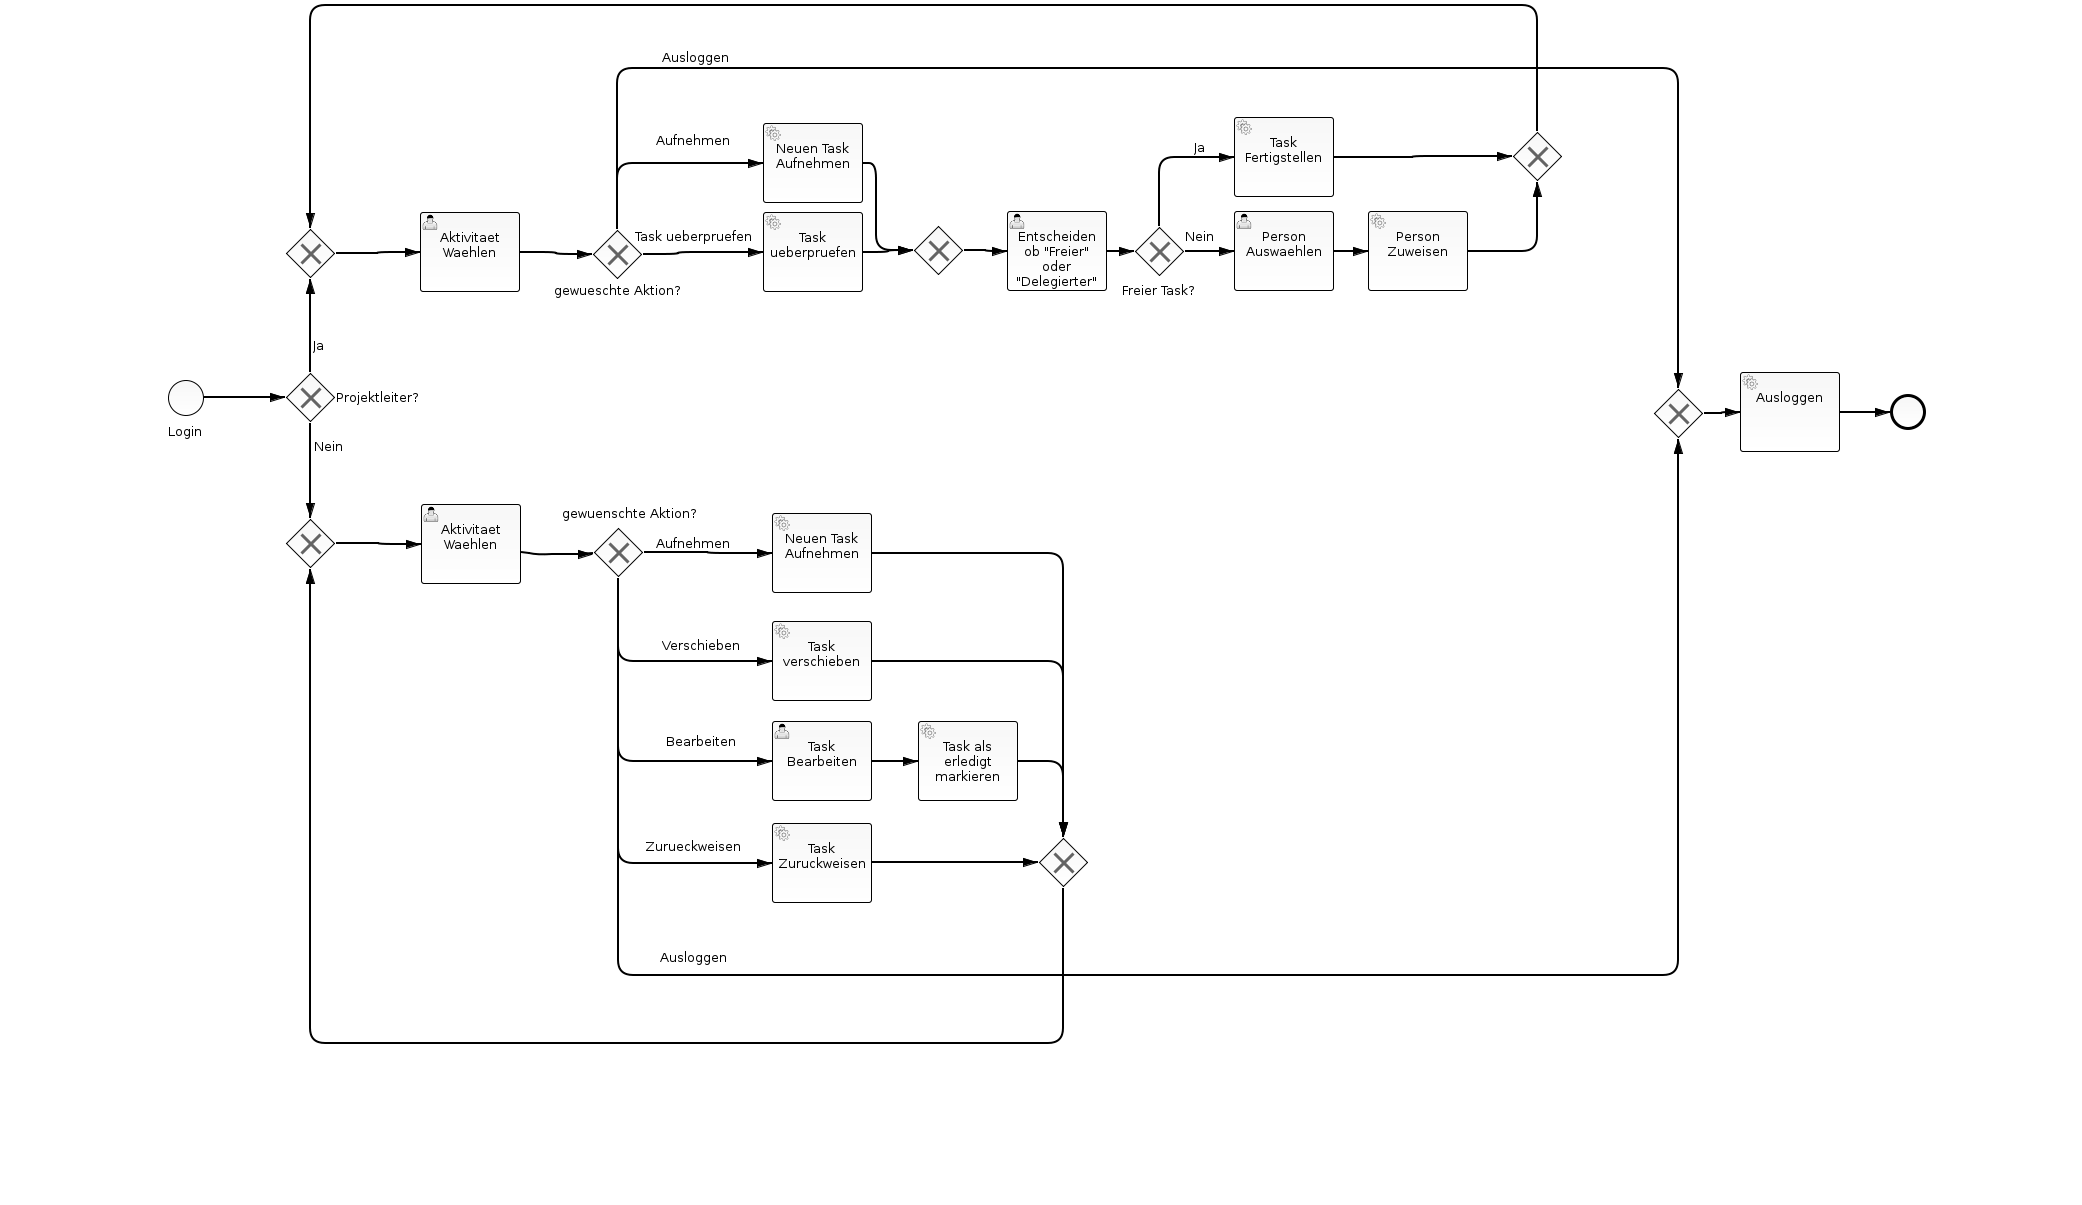 Ausloggen
Aufnehmen
Neuen Task
Aufnehmen
Ja
Task
Fertigstellen
Aktivitaet
Waehlen
Task ueberpruefen
gewueschte Aktion?
Task
ueberpruefen
Entscheiden
ob "Freier"
oder
"Delegierter"
Nein
Freier Task?
Person
Auswaehlen
Person
Zuweisen
Ja
Login
Projektleiter?
Nein
Ausloggen
Aktivitaet
Waehlen
gewuenschte Aktion?
Aufnehmen
Neuen Task
Aufnehmen
Verschieben
Task
verschieben
Bearbeiten
Task
Bearbeiten
Task als
erledigt
markieren
Zurueckweisen
Task
Zuruckweisen
Ausloggen